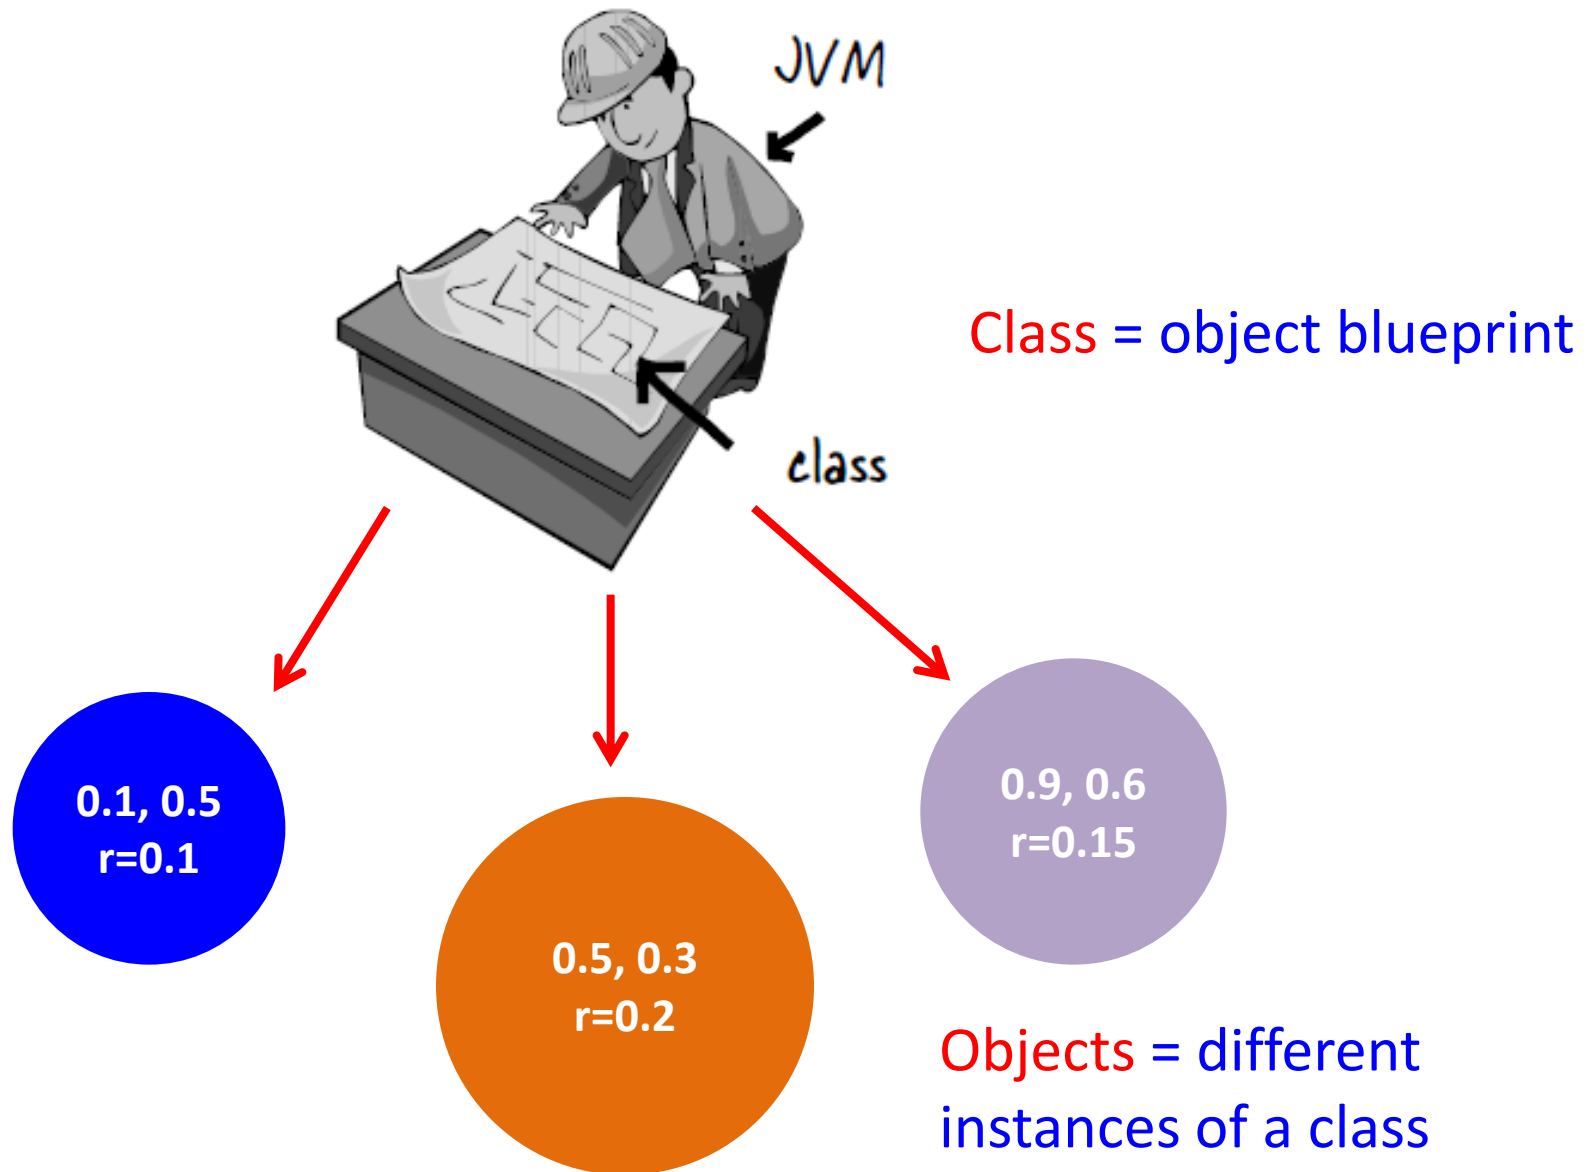 JVM
Class = object blueprint
class
0.1, 0.5
r=0.1
0.9, 0.6
r=0.15
0.5, 0.3
r=0.2
Objects = different
instances of a class